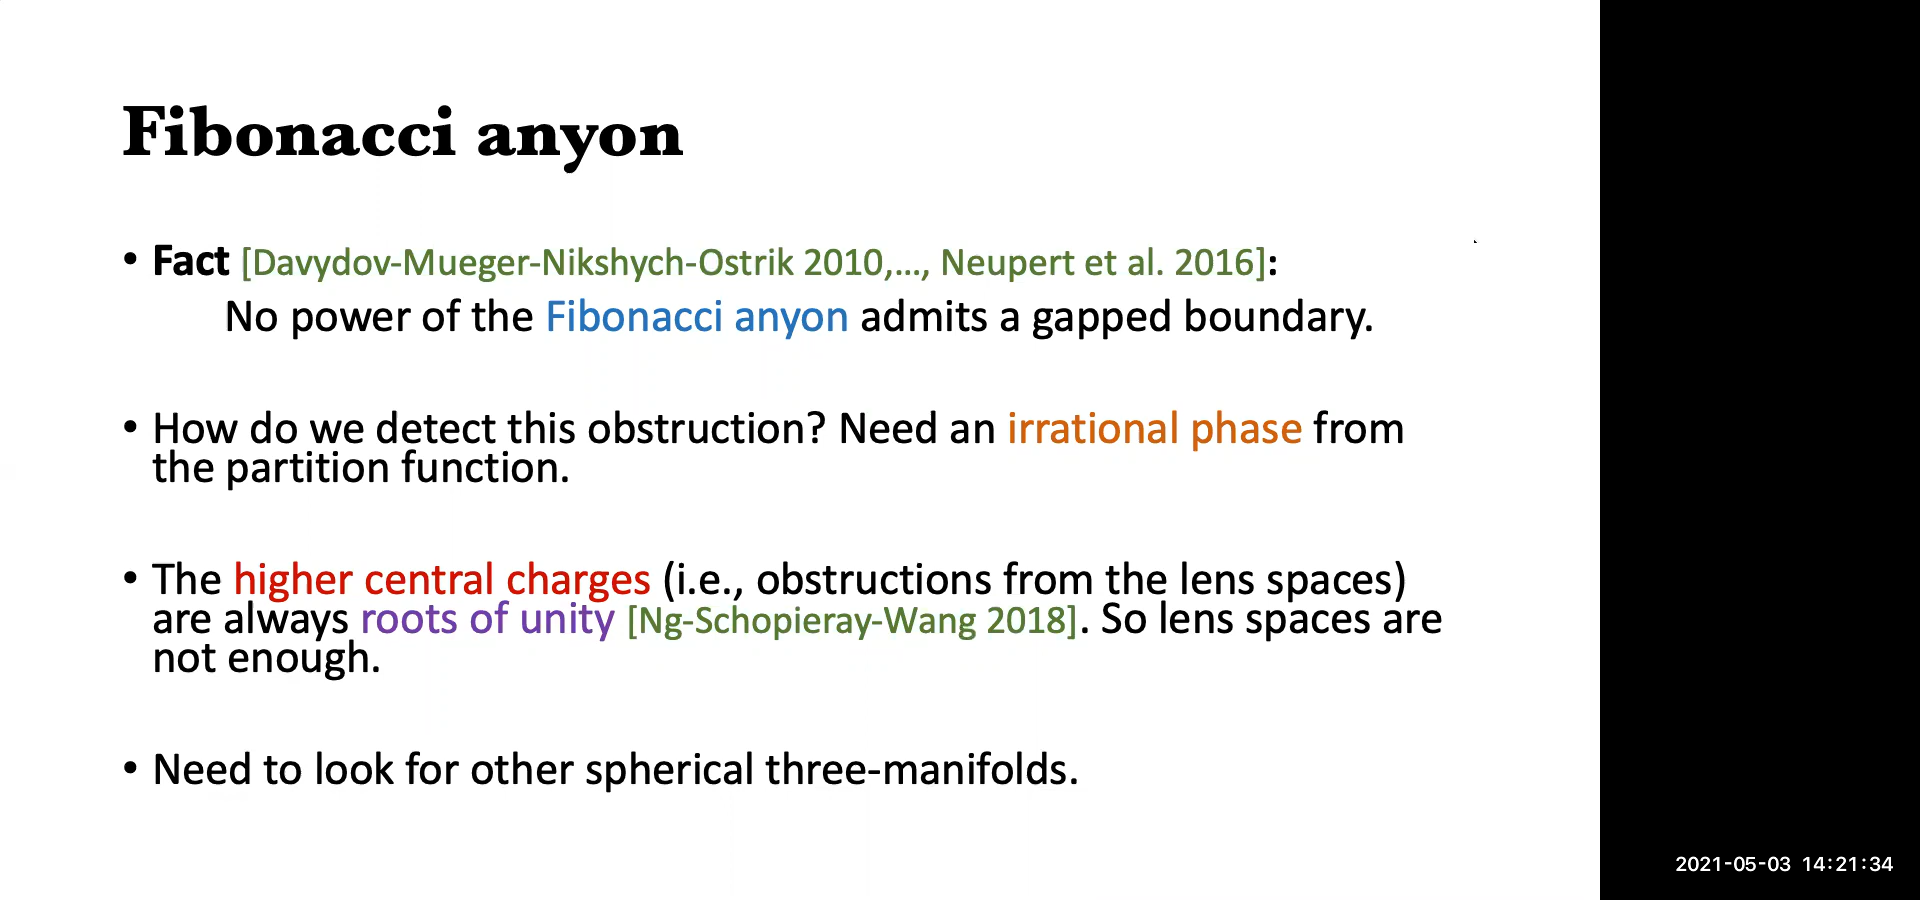 Fibonacci anyon
• Fact [Davydov-Mueger-Nikshych-Ostrik 2010,..., Neupert et al. 2016]:
No power of the Fibonacci anyon admits a gapped boundary.
• How do we detect this obstruction? Need an irrational phase from
the partition function.
• The higher central charges (i.e., obstructions from the lens spaces)
are always roots of unity [Ng-Schopieray-Wang 2018]. So lens spaces are
not enough.
• Need to look for other spherical three-manifolds.
2021-05-03 14:21:34